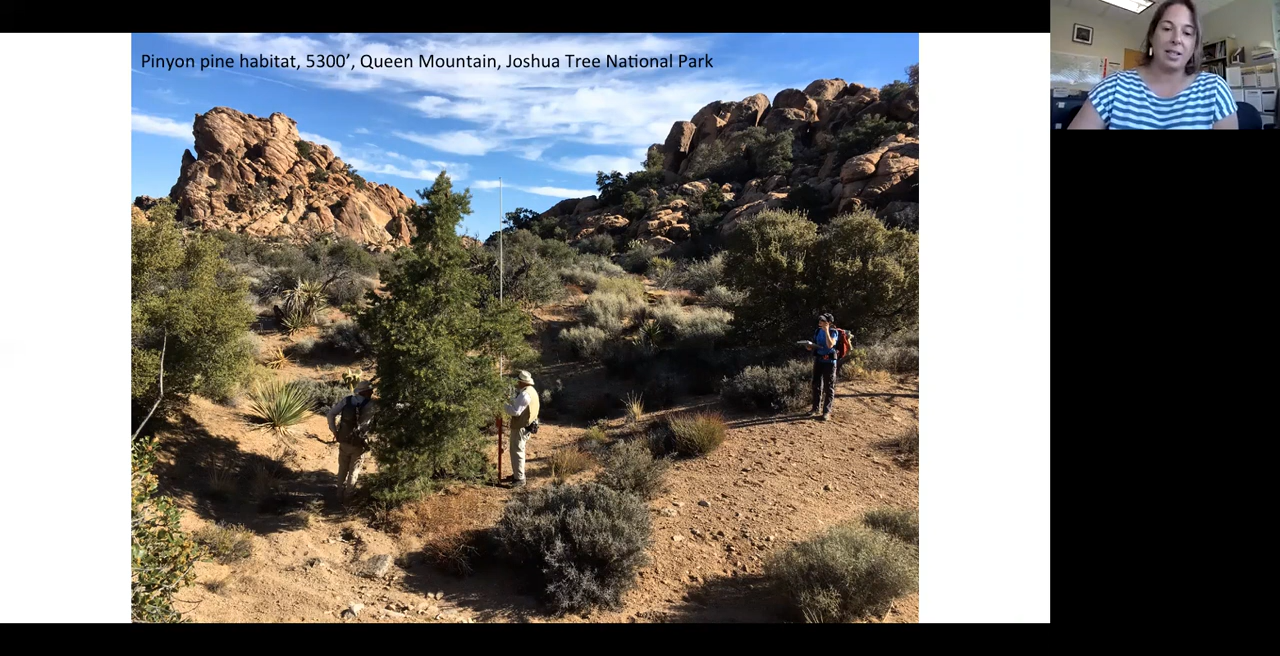 Pinyon pine habitat, 5300’, Queen Mountain, Joshua Tree National Park